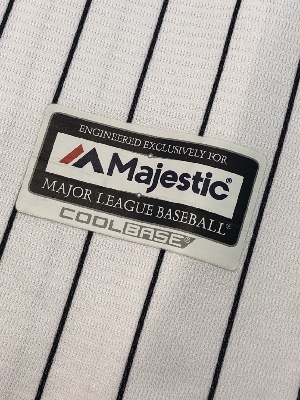 ENGINEERED EXCLUSIVELY FOR
Majestic®
MAJOR LEAGUE BASEBALL®
COOLBASE®